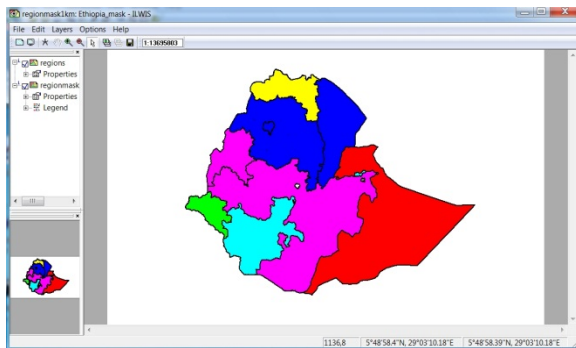 regionmask1km: Ethiopia_mask - ILWIS
File Edit Layers Options Help
1:13695003
regions
Properties
regionmask
Properties
Legend
1136,8 5°48'58.4"N, 29°03'10.18"E 5°48'58.39"N, 29°03'10.18"E